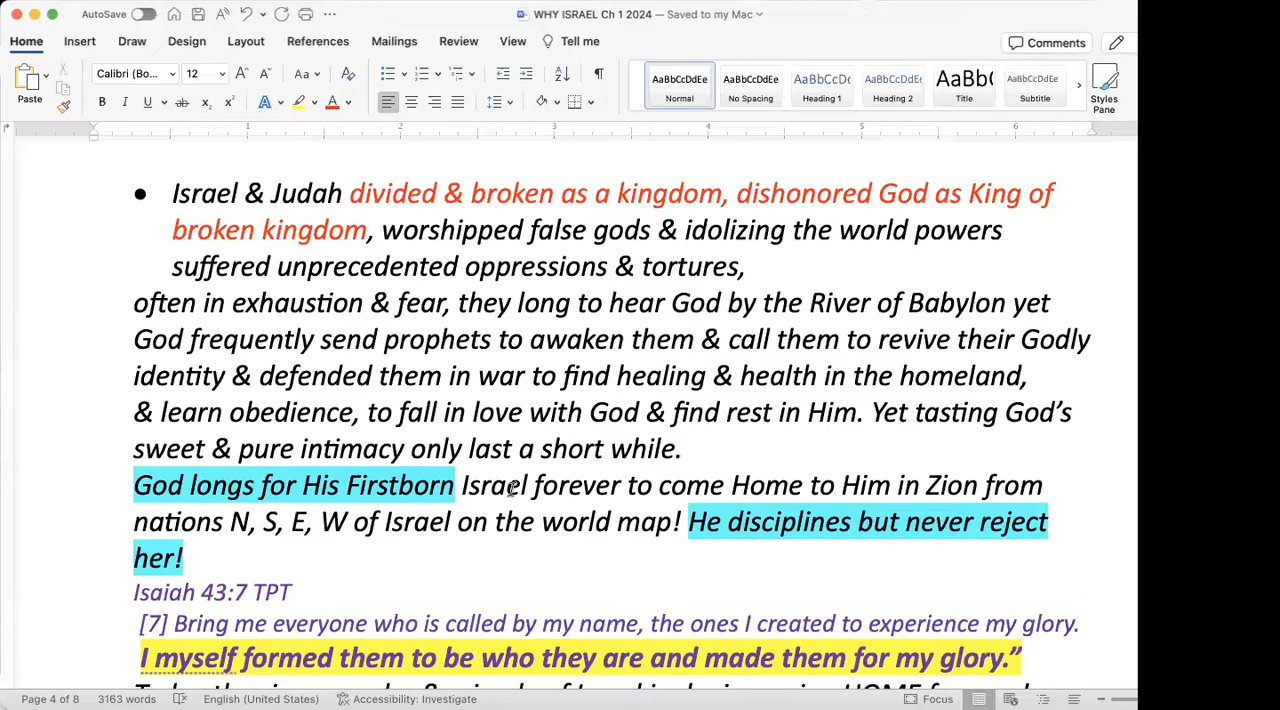 AutoSave
WHY ISRAEL Ch 1 2024 — Saved to my Mac
Home Insert Draw Design Layout References Mailings Review View Tell me
Comments
Paste
Calibri (Bo... 12
AaBbCcDdEe AaBbCcDdEe AaBbCcDc AaBbCcDdEe AaBb( AaBbCcDdEe
Normal No Spacing Heading 1 Heading 2 Title Subtitle
Styles
Pane
1 2 3 4 5 6
• Israel & Judah divided & broken as a kingdom, dishonored God as King of
broken kingdom, worshipped false gods & idolizing the world powers
suffered unprecedented oppressions & tortures,
often in exhaustion & fear, they long to hear God by the River of Babylon yet
God frequently send prophets to awaken them & call them to revive their Godly
identity & defended them in war to find healing & health in the homeland,
& learn obedience, to fall in love with God & find rest in Him. Yet tasting God's
sweet & pure intimacy only last a short while.
God longs for His Firstborn Israel forever to come Home to Him in Zion from
nations N, S, E, W of Israel on the world map! He disciplines but never reject
her!
Isaiah 43:7 TPT
[7] Bring me everyone who is called by my name, the ones I created to experience my glory.
I myself formed them to be who they are and made them for my glory.”
Page 4 of 8 3163 words English (United States) Accessibility: Investigate Focus